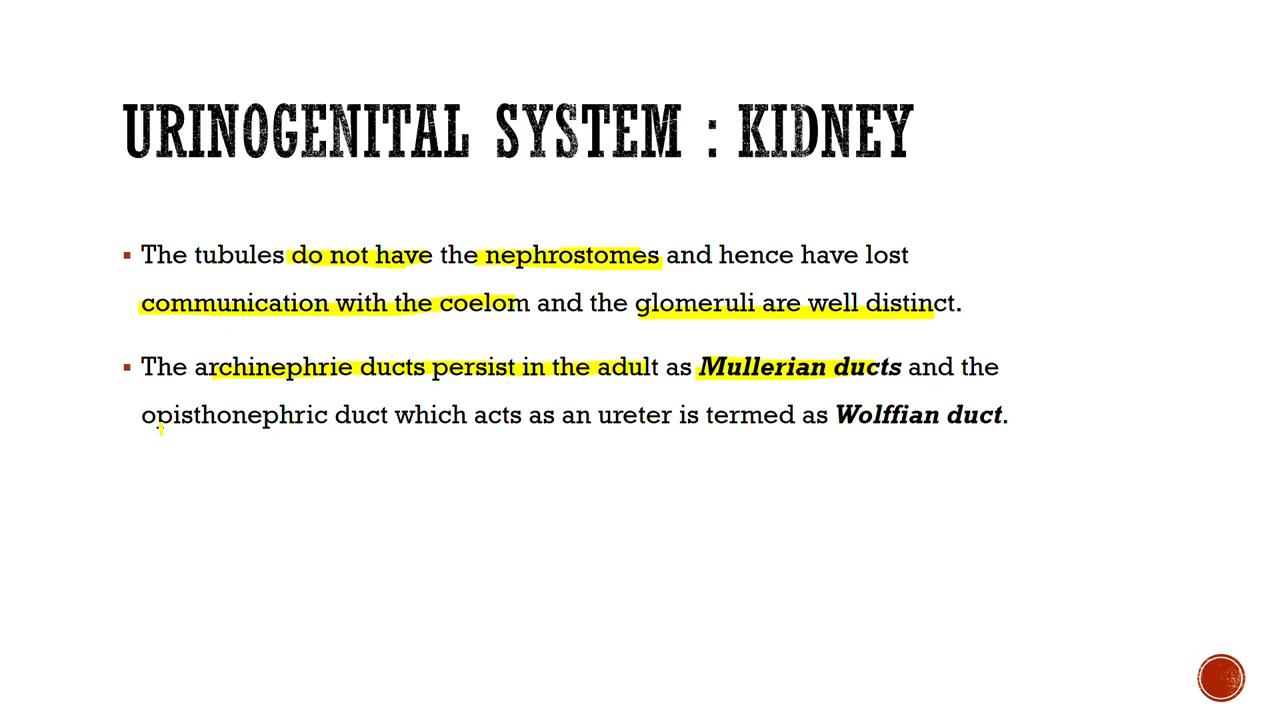 URINOGENITAL SYSTEM : KIDNEY
The tubules do not have the nephrostomes and hence have lost
communication with the coelom and the glomeruli are well distinct.
The archinephrie ducts persist in the adult as Mullerian ducts and the
opisthonephric duct which acts as an ureter is termed as Wolffian duct.